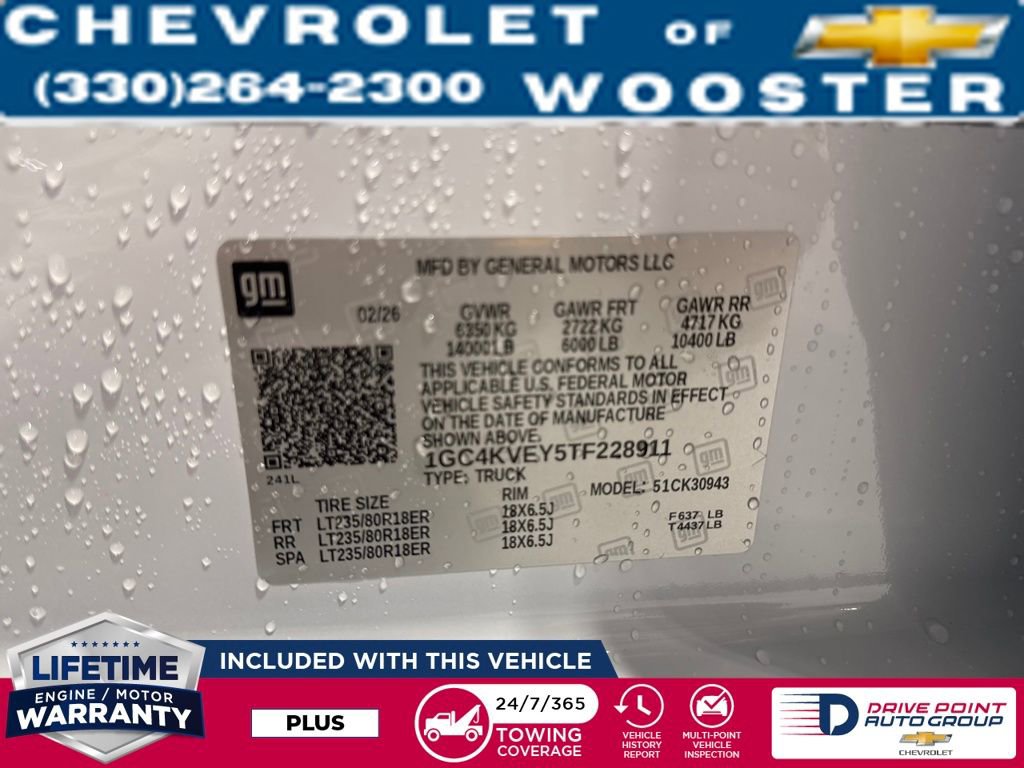 CHEVROLET OF
(330)264-2300 WOOSTER
gm
MFD BY GENERAL MOTORS LLC
02/26
GVWR GAWR FRT GAWR RR
6350 KG 2722 KG 4717 KG
14000 LB 6000 LB 10400 LB
THIS VEHICLE CONFORMS TO ALL
APPLICABLE U.S. FEDERAL MOTOR
VEHICLE SAFETY STANDARDS IN EFFECT
ON THE DATE OF MANUFACTURE
SHOWN ABOVE.
1GC4KVEY5TF228911
241L
TYPE: TRUCK
MODEL: 51CK30943
TIRE SIZE RIM
FRT LT235/80R18ER 18X6.5J
RR LT235/80R18ER 18X6.5J
SPA LT235/80R18ER 18X6.5J
F 637 LB
T4437 LB
LIFETIME
ENGINE / MOTOR
WARRANTY
INCLUDED WITH THIS VEHICLE
PLUS
24/7/365
TOWING
COVERAGE
VEHICLE
HISTORY
REPORT
MULTI-POINT
VEHICLE
INSPECTION
DRIVE POINT
AUTO GROUP
CHEVROLET